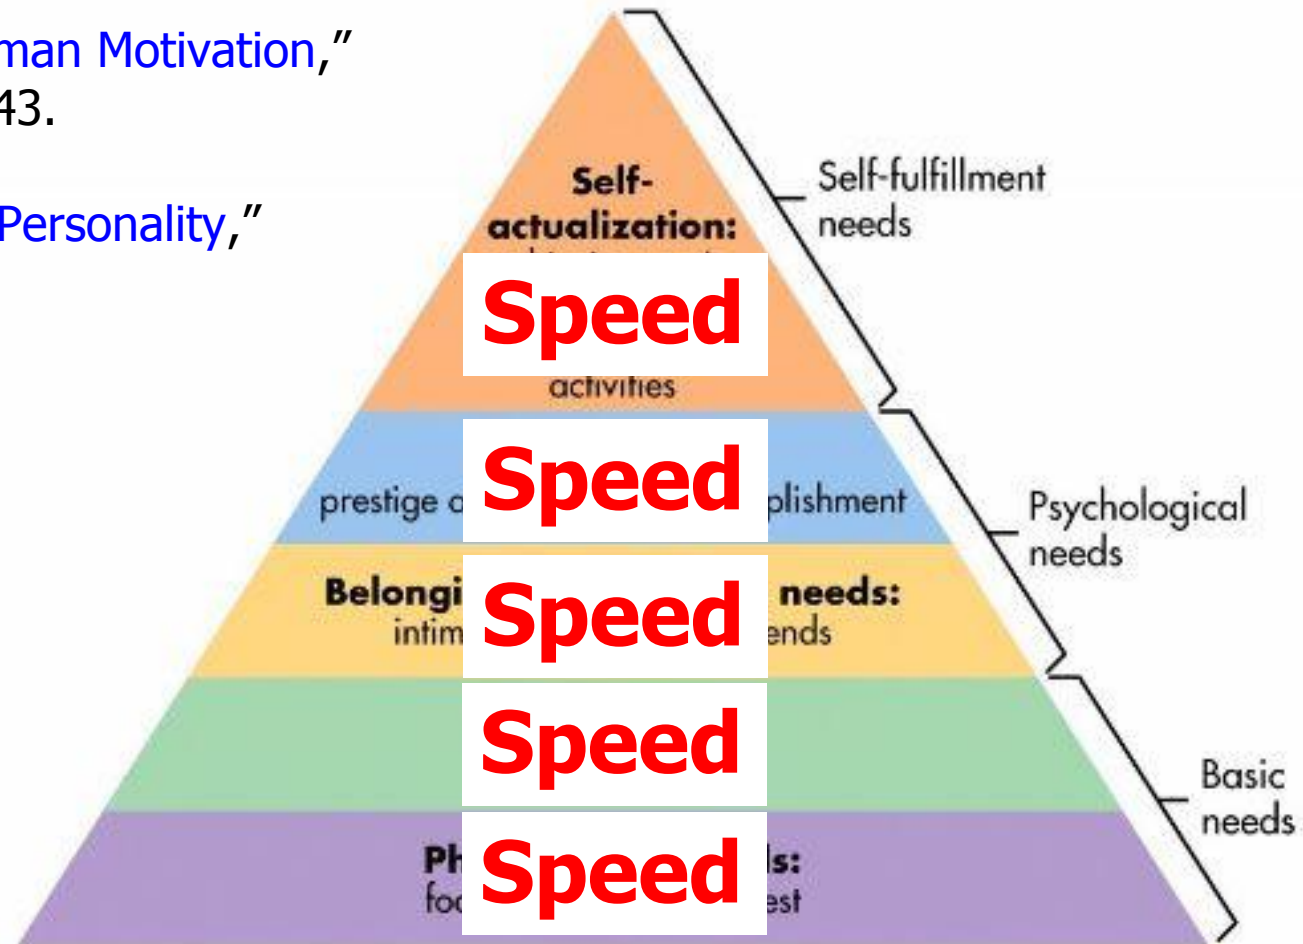 man Motivation,”
43.
Personality,”
Self-
actualization:
Speed
activities
Speed
prestige plishment
Belongi Speed needs:
intim ends
Speed
Ph Speed s:
foo est
Self-fulfillment
needs
Psychological
needs
Basic
needs